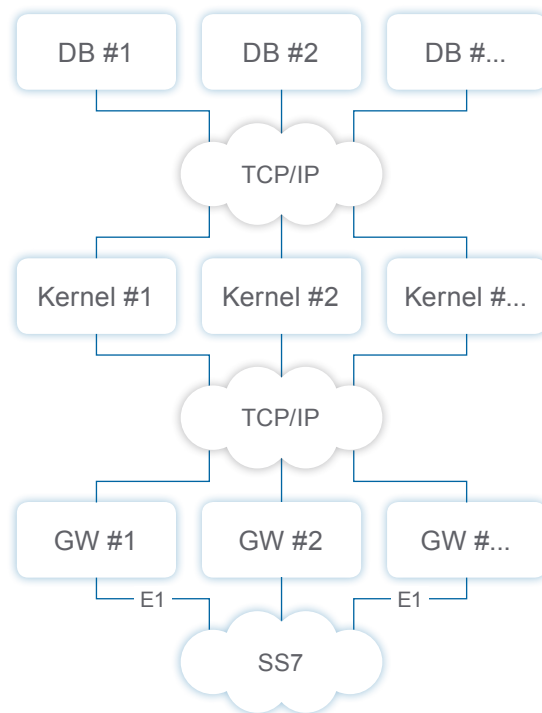 DB #1
DB #2
DB #...
TCP/IP
Kernel #1
Kernel #2
Kernel #...
TCP/IP
GW #1
GW #2
GW #...
E1
E1
SS7